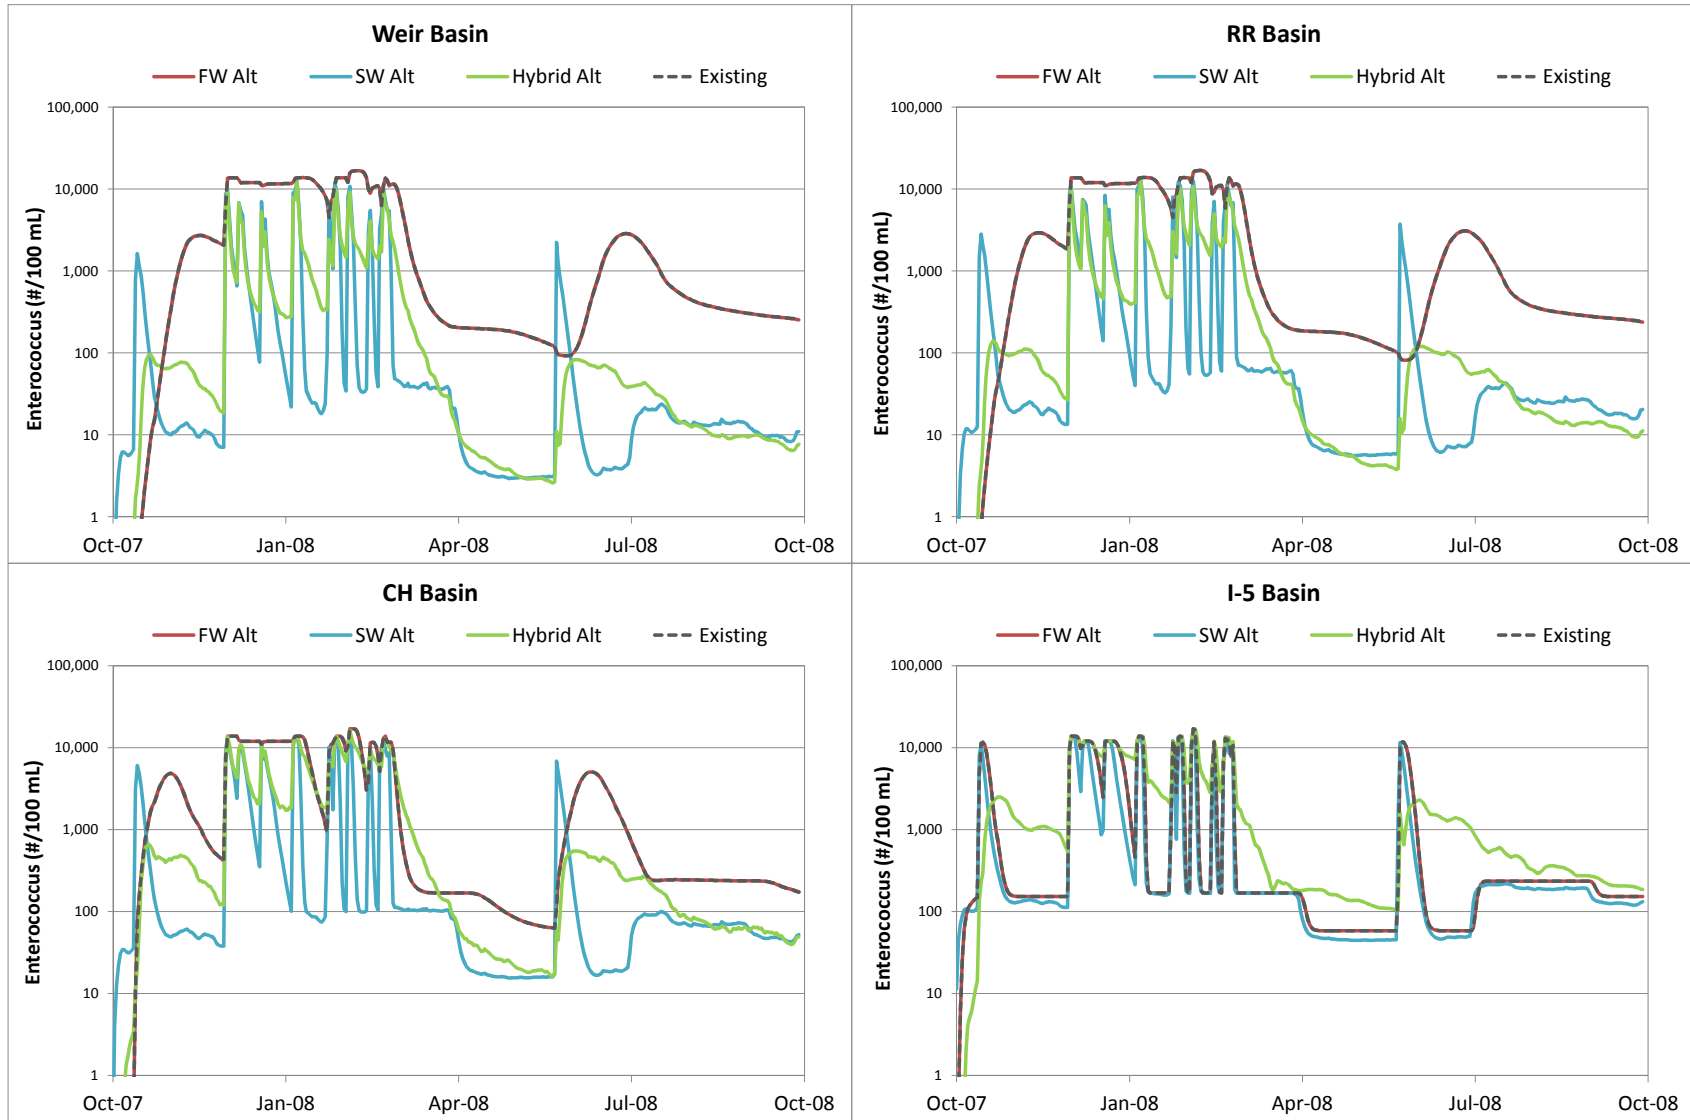 Weir Basin
FW Alt SW Alt Hybrid Alt Existing
Enterococcus (#/100 mL)
100,000
10,000
1,000
100
10
1
Oct-07 Jan-08 Apr-08 Jul-08 Oct-08
RR Basin
FW Alt SW Alt Hybrid Alt Existing
Enterococcus (#/100 mL)
100,000
10,000
1,000
100
10
1
Oct-07 Jan-08 Apr-08 Jul-08 Oct-08
CH Basin
FW Alt SW Alt Hybrid Alt Existing
Enterococcus (#/100 mL)
100,000
10,000
1,000
100
10
1
Oct-07 Jan-08 Apr-08 Jul-08 Oct-08
I-5 Basin
FW Alt SW Alt Hybrid Alt Existing
Enterococcus (#/100 mL)
100,000
10,000
1,000
100
10
1
Oct-07 Jan-08 Apr-08 Jul-08 Oct-08